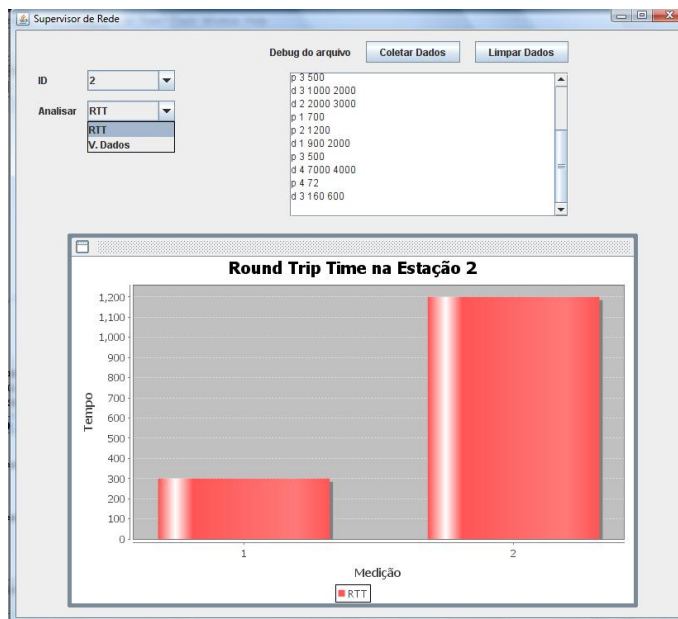 Supervisor de Rede
Debug do arquivo
Coletar Dados
Limpar Dados
ID
2
Analisar
RTT
RTT
V. Dados
p 3 500
d 3 1000 2000
d 2 2000 3000
p 1 700
p 2 1200
d 1 900 2000
p 3 500
d 4 7000 4000
p 4 72
d 3 160 600
Round Trip Time na Estação 2
Tempo
1,200
1,100
1,000
900
800
700
600
500
400
300
200
100
0
1
2
Medição
RTT